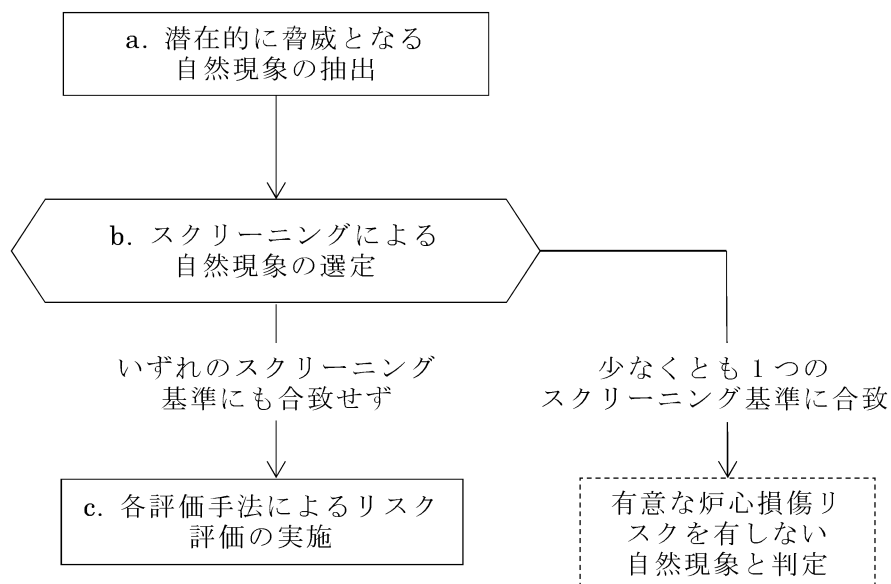 a. 潜在的に脅威となる
自然現象の抽出
b. スクリーニングによる
自然現象の選定
いずれのスクリーニング
基準にも合致せず
少なくとも１つの
スクリーニング基準に合致
c. 各評価手法によるリスク
評価の実施
有意な炉心損傷リ
スクを有しない
自然現象と判定